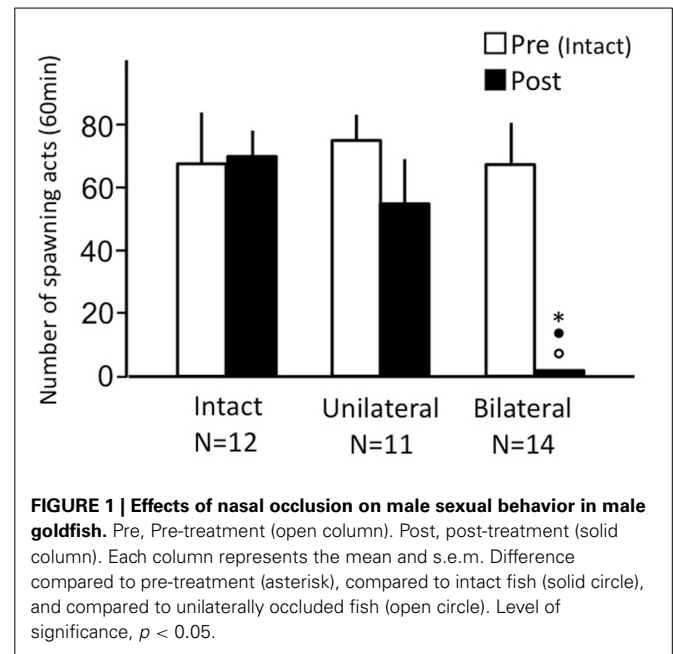 Pre (Intact)
Post
Number of spawning acts (60min)
80
60
40
20
0
*
Intact
Unilateral
Bilateral
N=12
N=11
N=14
FIGURE 1 | Effects of nasal occlusion on male sexual behavior in male
goldfish. Pre, Pre-treatment (open column). Post, post-treatment (solid
column). Each column represents the mean and s.e.m. Difference
compared to pre-treatment (asterisk), compared to intact fish (solid circle),
and compared to unilaterally occluded fish (open circle). Level of
significance, p < 0.05.